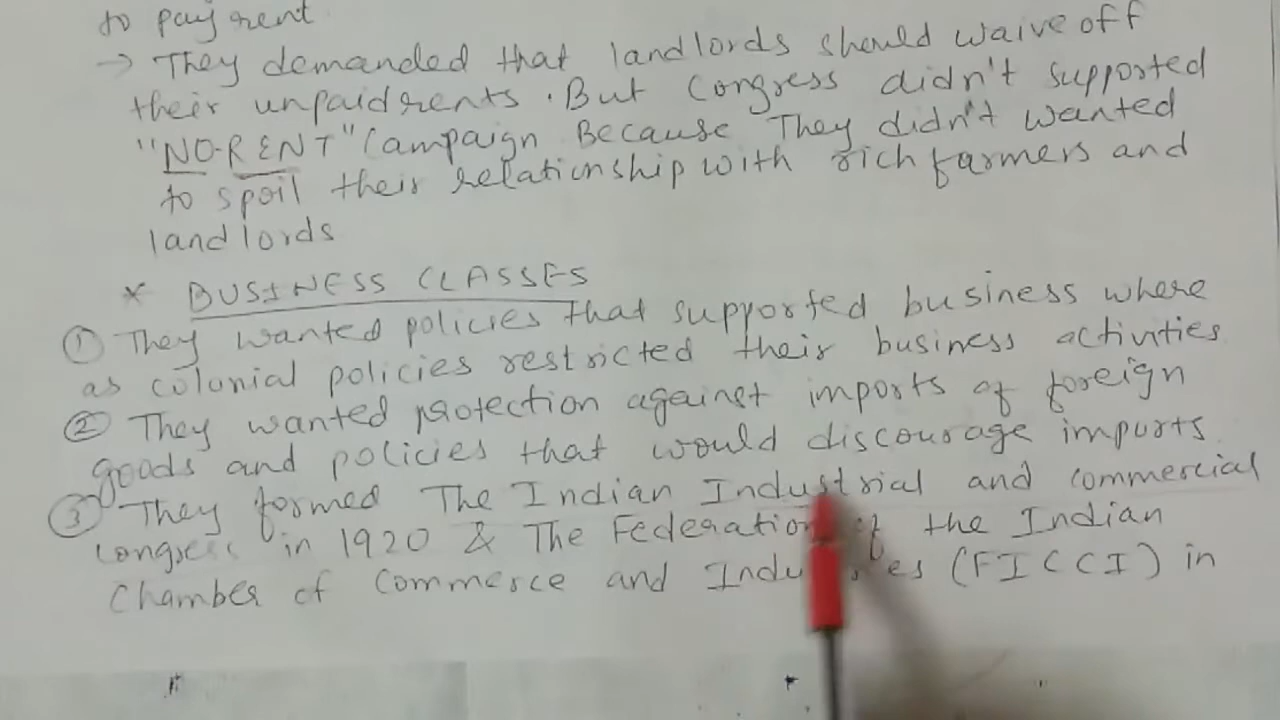 to pay rent
→ They demanded that landlords should waive off
their unpaid rents. But Congress didn't supported
"NO-RENT" Campaign Because They didn't wanted
to spoil their relationship with rich farmers and
landlords
* BUSINESS CLASSES
① They wanted policies that supported business where
as colonial policies restricted their business activities
② They wanted protection against imports of foreign
goods and policies that would discourage imports
③ They formed The Indian Industrial and commercial
Congress in 1920 & The Federation of the Indian
Chamber of Commerce and (FICCI) in